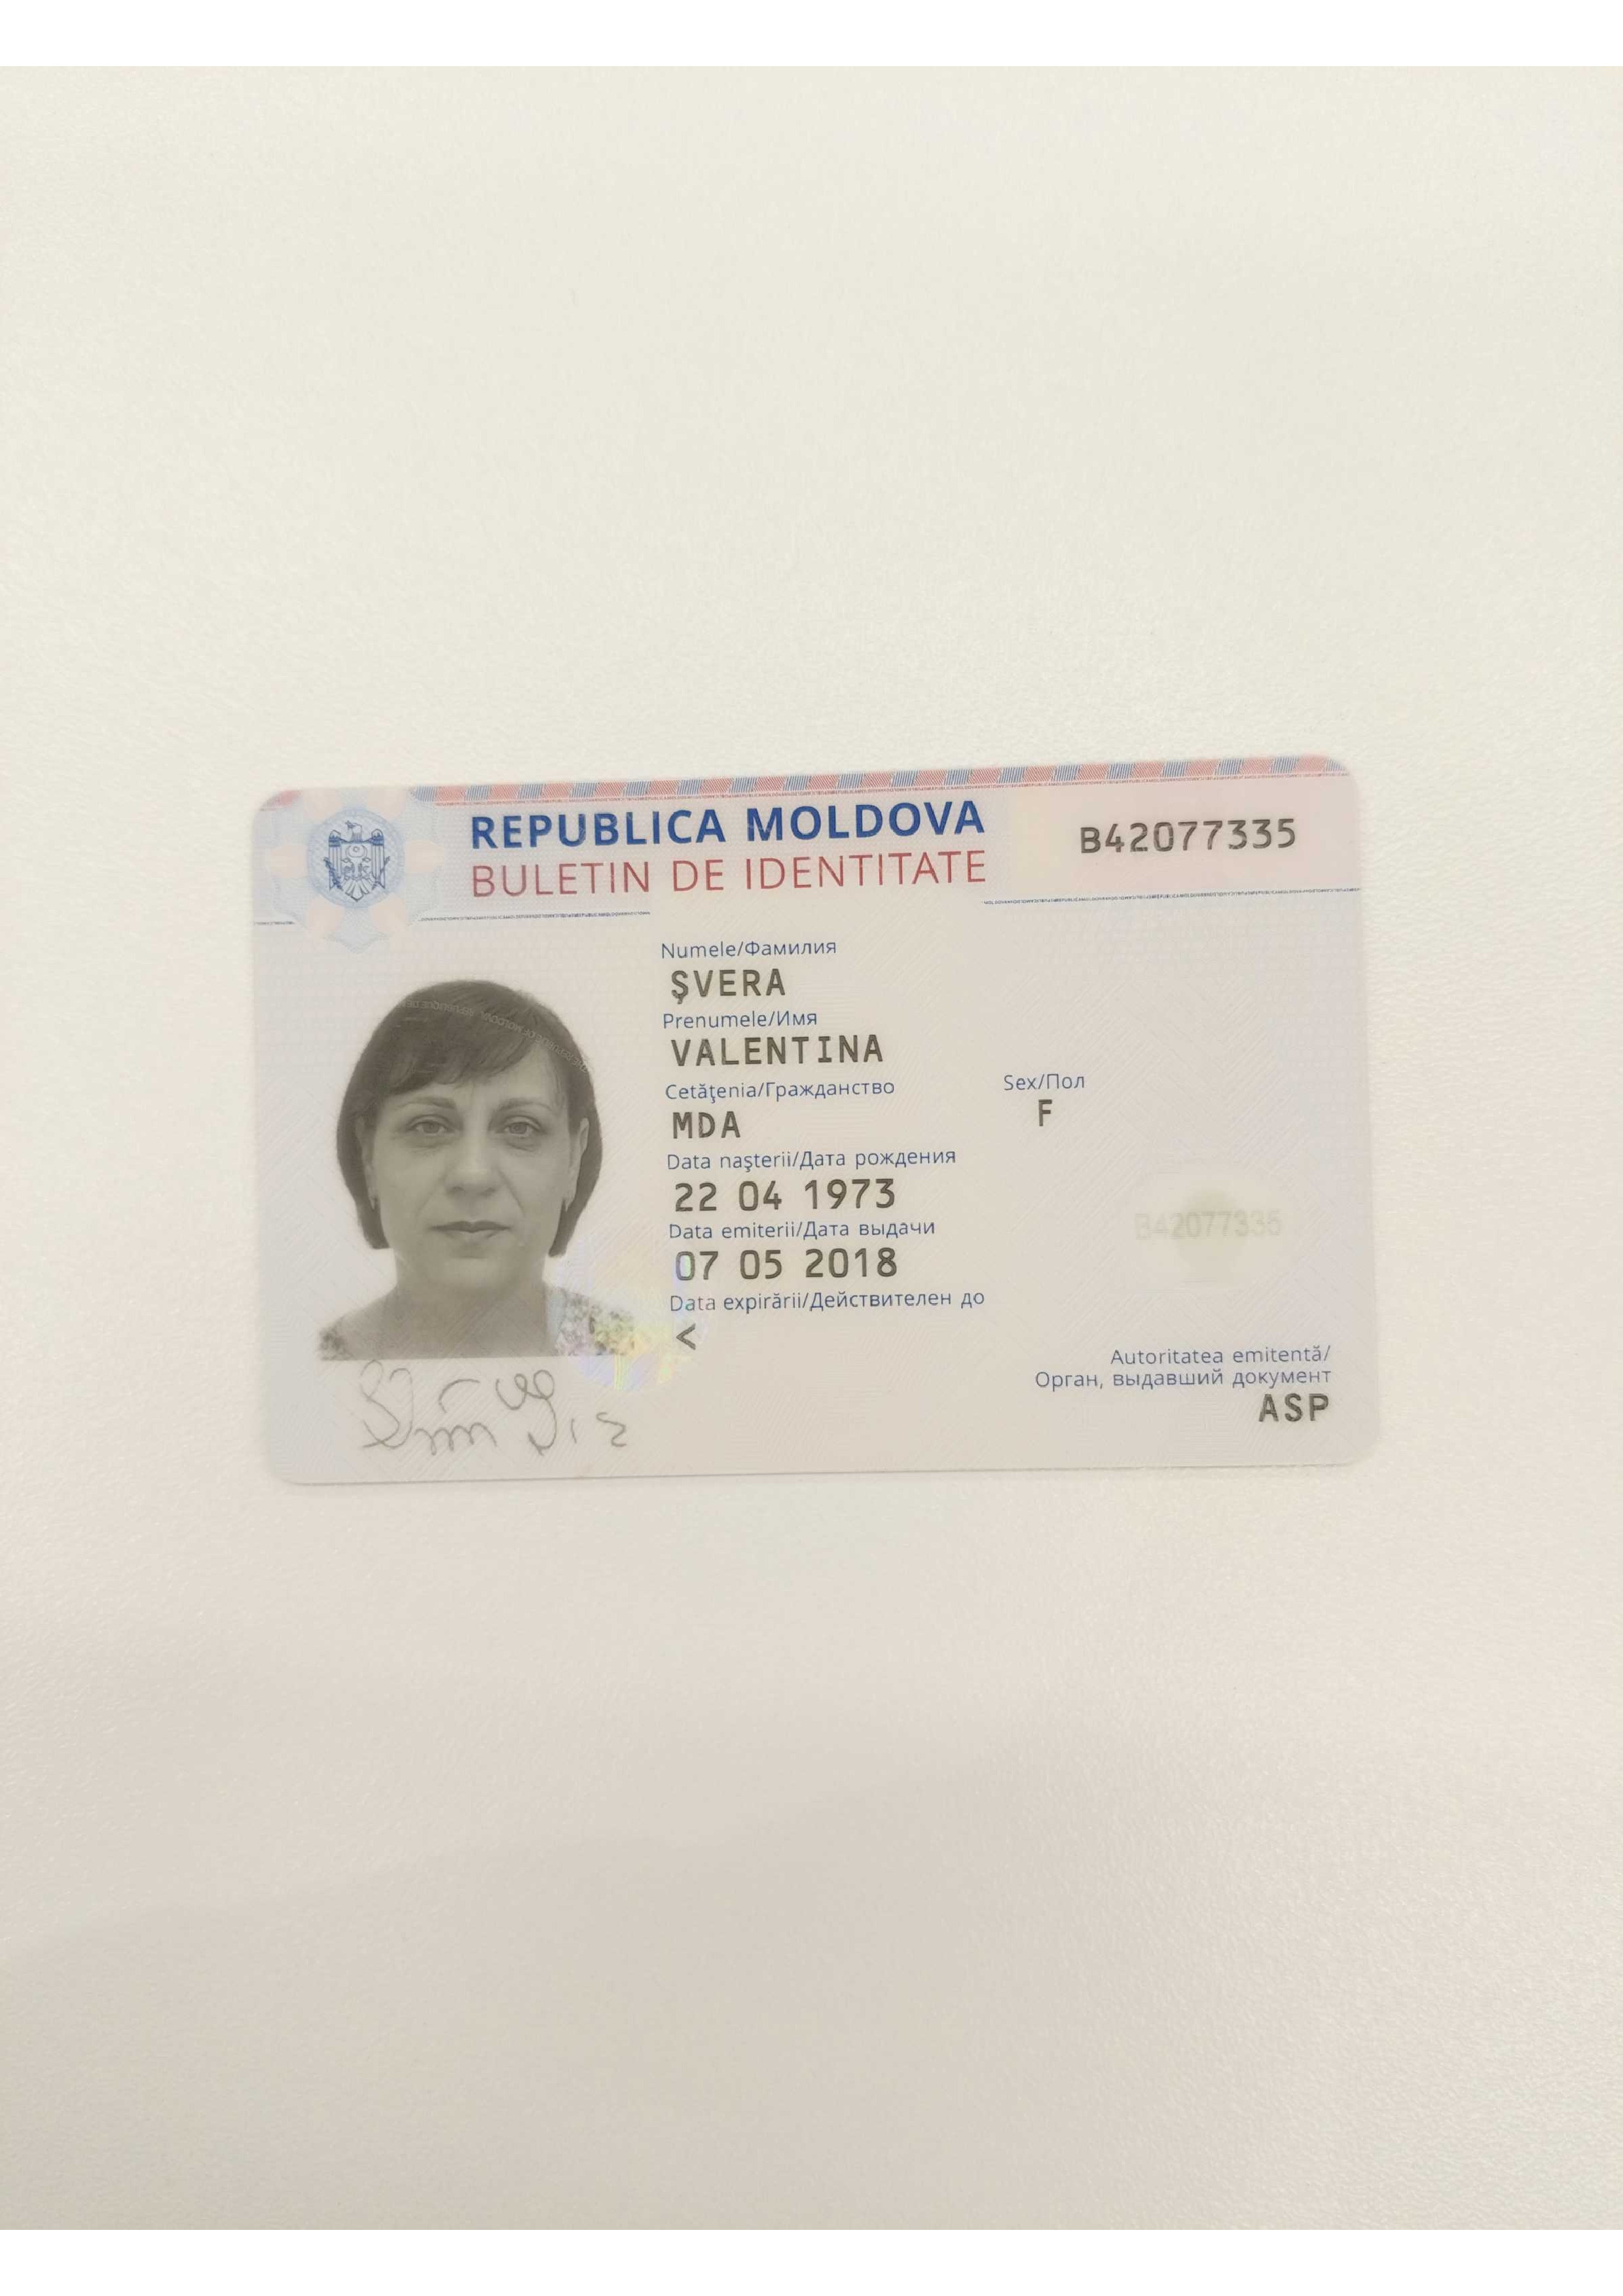 REPUBLICA MOLDOVA
BULETIN DE IDENTITATE
B42077335
Numele/Фамилия
ŞVERA
Prenumele/Имя
VALENTINA
Cetăţenia/Гражданство
MDA
Sex/Пол
F
Data naşterii/Дата рождения
22 04 1973
Data emiterii/Дата выдачи
07 05 2018
Data expirării/Действителен до
<
B42077335
Autoritatea emitentă/
Орган, выдавший документ
ASP